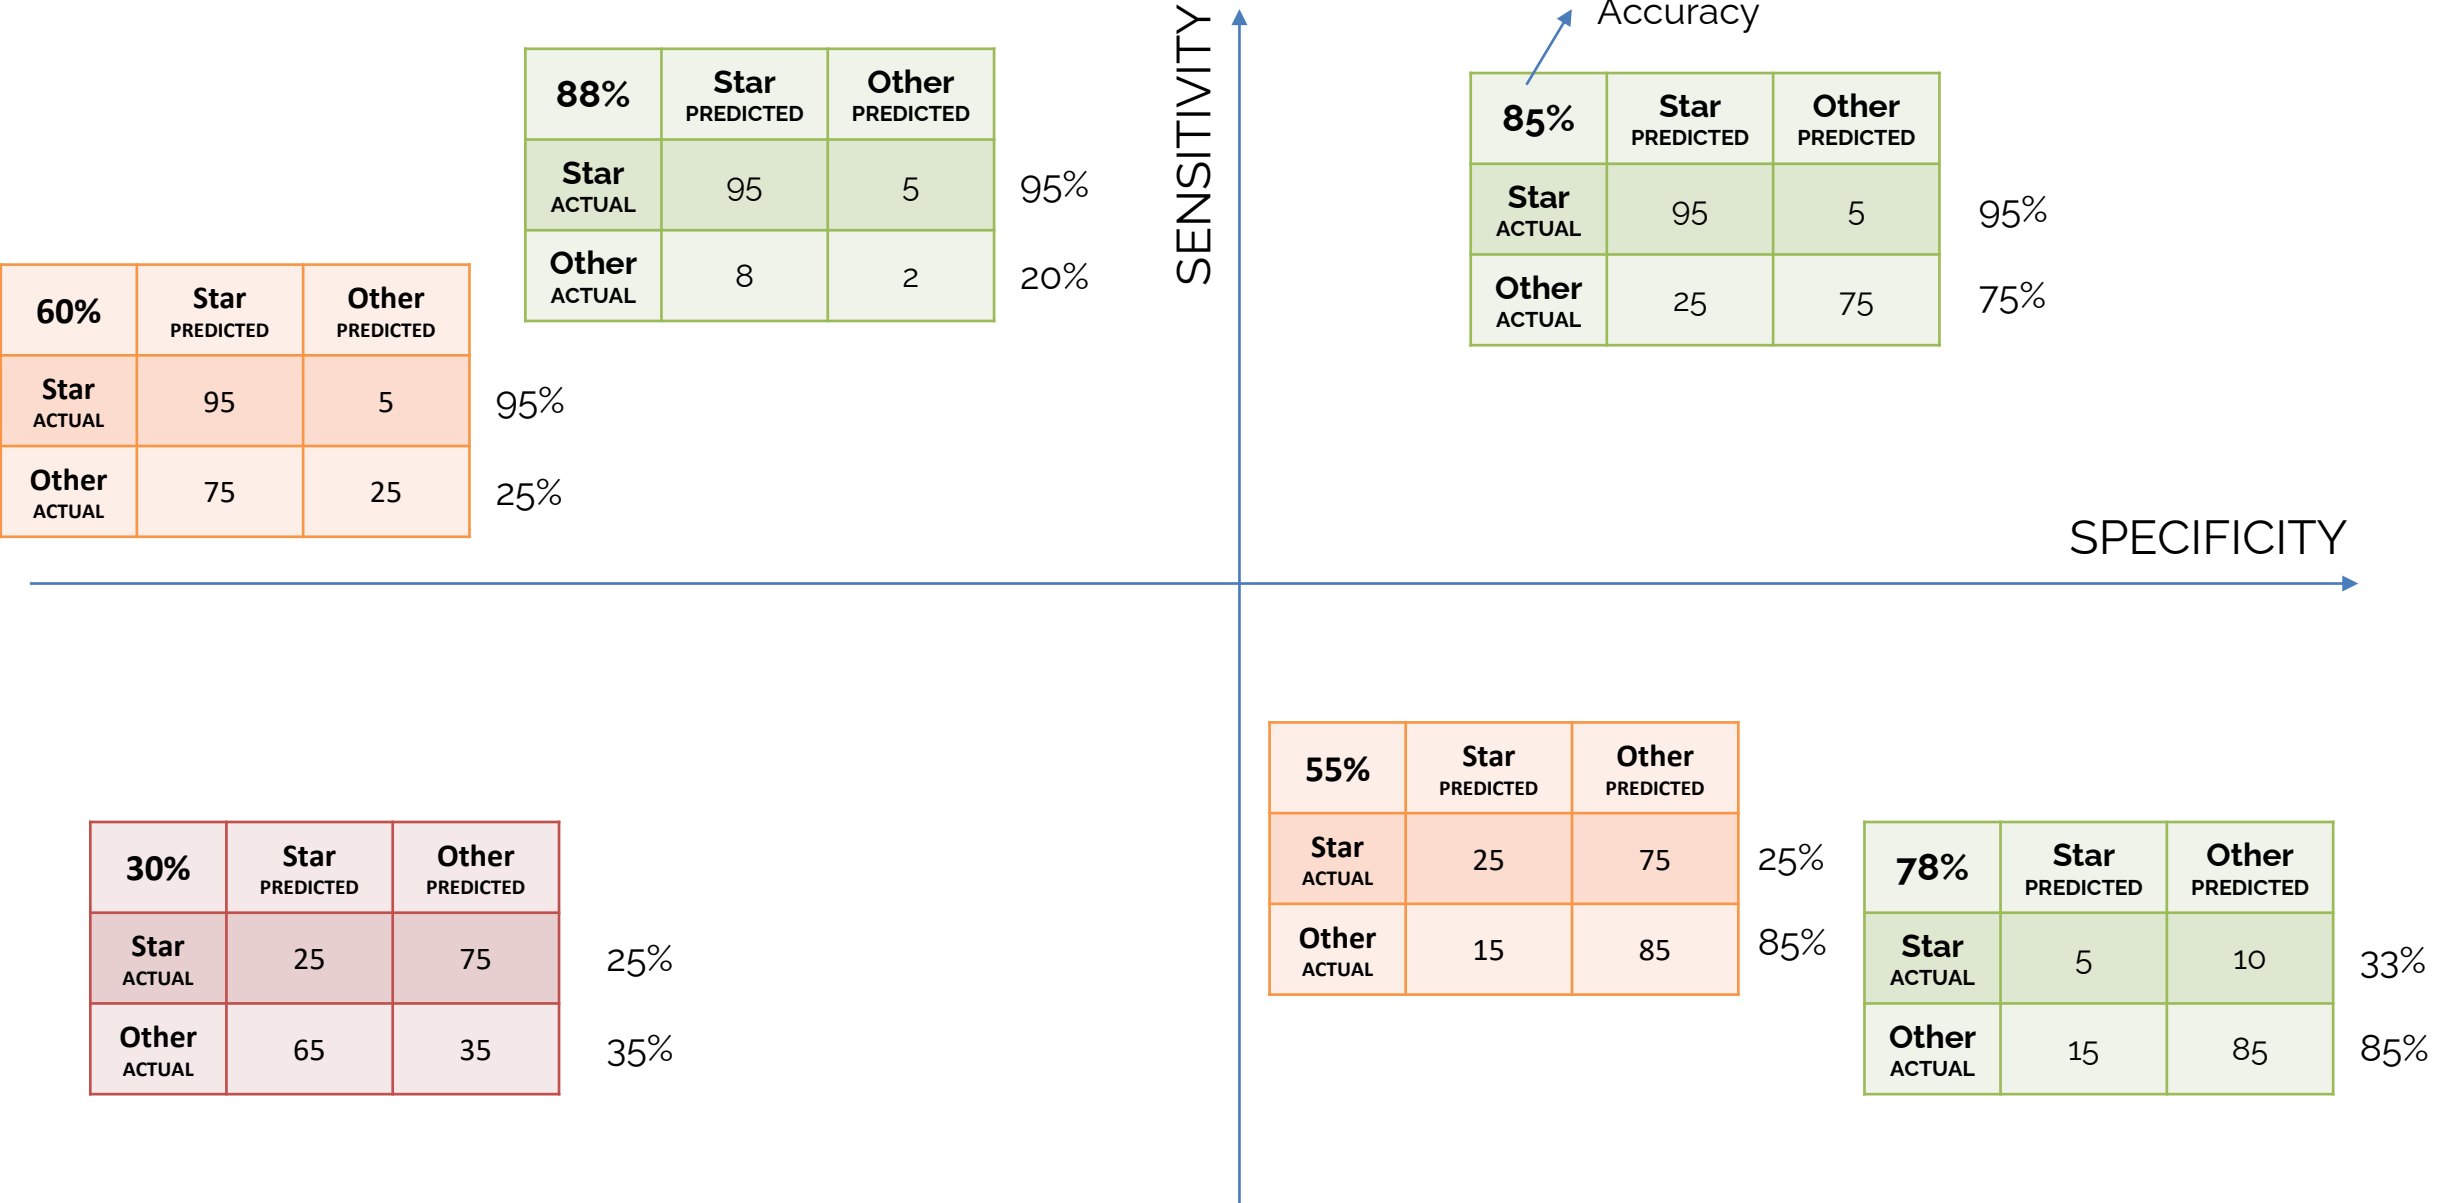 SENSITIVITY
Accuracy
88% Star Other
PREDICTED PREDICTED
Star
ACTUAL 95 5 95%
Other
ACTUAL 8 2 20%
85% Star Other
PREDICTED PREDICTED
Star
ACTUAL 95 5 95%
Other
ACTUAL 25 75 75%
60% Star Other
PREDICTED PREDICTED
Star
ACTUAL 95 5 95%
Other
ACTUAL 75 25 25%
SPECIFICITY
30% Star Other
PREDICTED PREDICTED
Star
ACTUAL 25 75 25%
Other
ACTUAL 65 35 35%
55% Star Other
PREDICTED PREDICTED
Star
ACTUAL 25 75 25%
Other
ACTUAL 15 85 85%
78% Star Other
PREDICTED PREDICTED
Star
ACTUAL 5 10 33%
Other
ACTUAL 15 85 85%